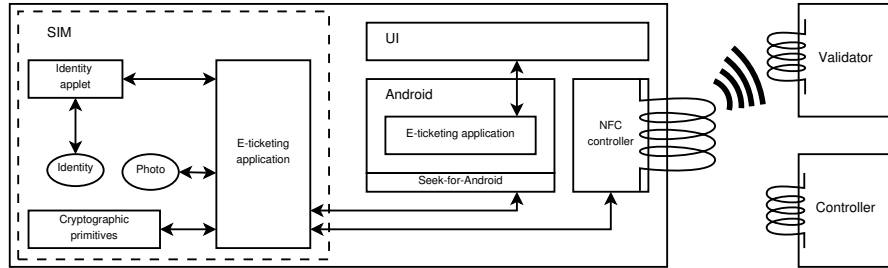 SIM
UI
Identity
applet
Android
E-ticketing application
NFC
controller
Validator
E-ticketing
application
Identity
Photo
Seek-for-Android
Cryptographic
primitives
Controller